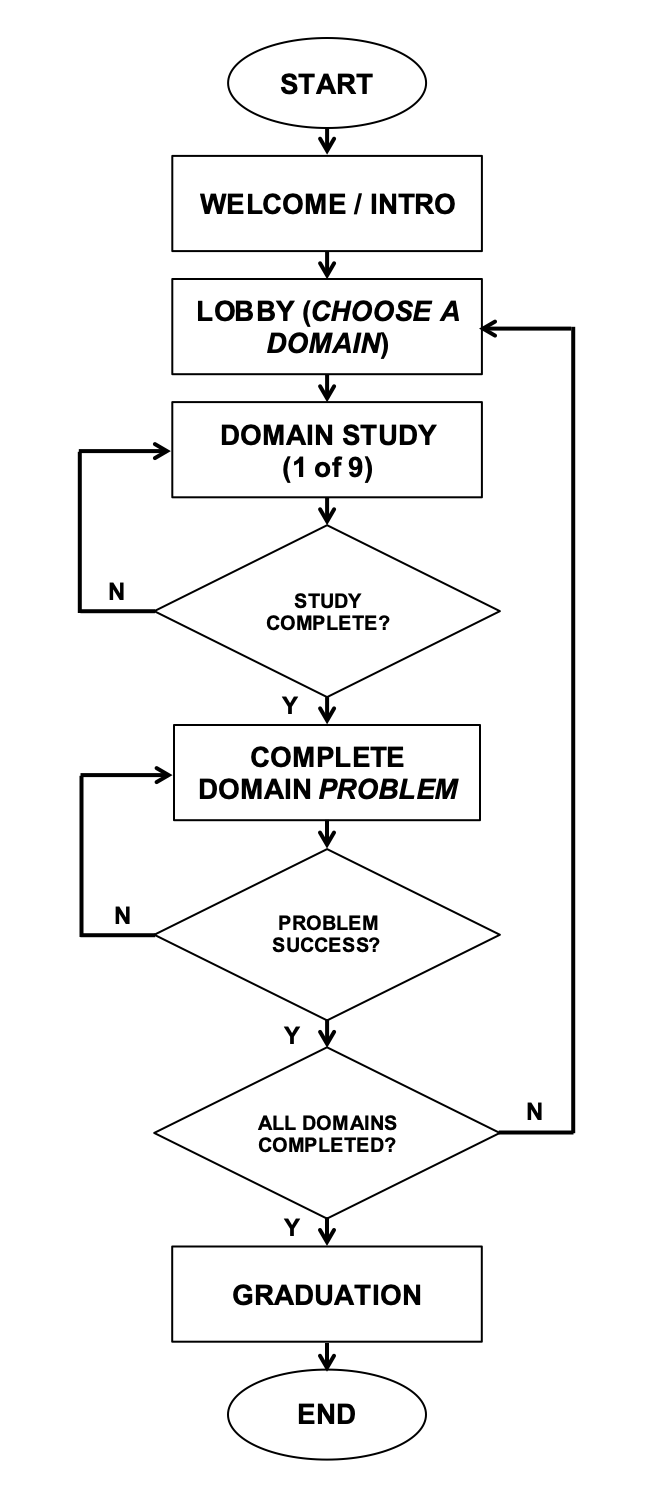 START
WELCOME / INTRO
LOBBY (CHOOSE A
DOMAIN)
DOMAIN STUDY
(1 of 9)
N
STUDY
COMPLETE?
Y
COMPLETE
DOMAIN PROBLEM
N
PROBLEM
SUCCESS?
Y
N
ALL DOMAINS
COMPLETED?
Y
GRADUATION
END